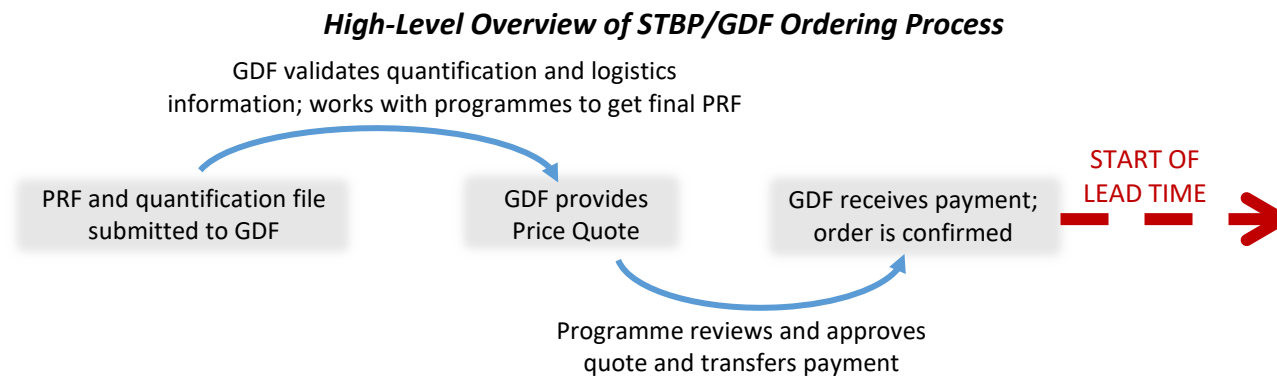 High-Level Overview of STBP/GDF Ordering Process
GDF validates quantification and logistics
information; works with programmes to get final PRF
PRF and quantification file
submitted to GDF
GDF provides
Price Quote
GDF receives payment;
order is confirmed
START OF
LEAD TIME
Programme reviews and approves
quote and transfers payment